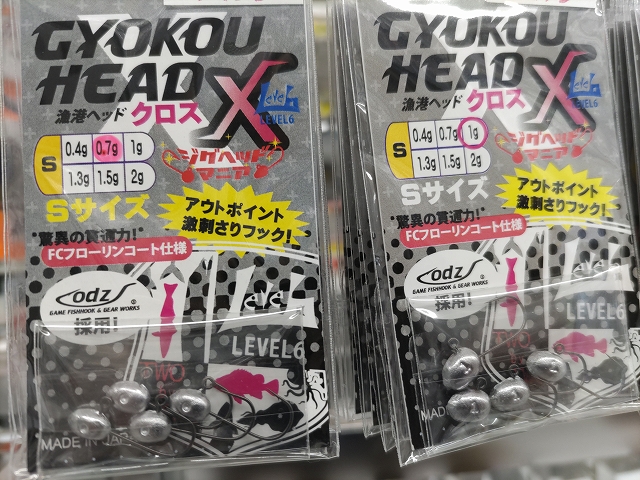 GYOKOU
HEAD X
漁港ヘッド クロス
LEVEL6
LEVEL6
S
0.4g 0.7g 1g
1.3g 1.5g 2g
ジグヘッド
マニア
Sサイズ
アウトポイント
激刺さりフック!
驚異の貫通力!
FCフローリンコート仕様
odz
GAME FISHHOOK & GEAR WORKS
採用!
LEVEL6
MADE IN JAPAN
GYOKOU
HEAD X
漁港ヘッド クロス
LEVEL6
LEVEL6
S
0.4g 0.7g 1g
1.3g 1.5g 2g
ジグヘッド
マニア
Sサイズ
アウトポイント
激刺さりフック!
驚異の貫通力!
FCフローリンコート仕様
odz
GAME FISHHOOK & GEAR WORKS
採用!
LEVEL6
MADE IN